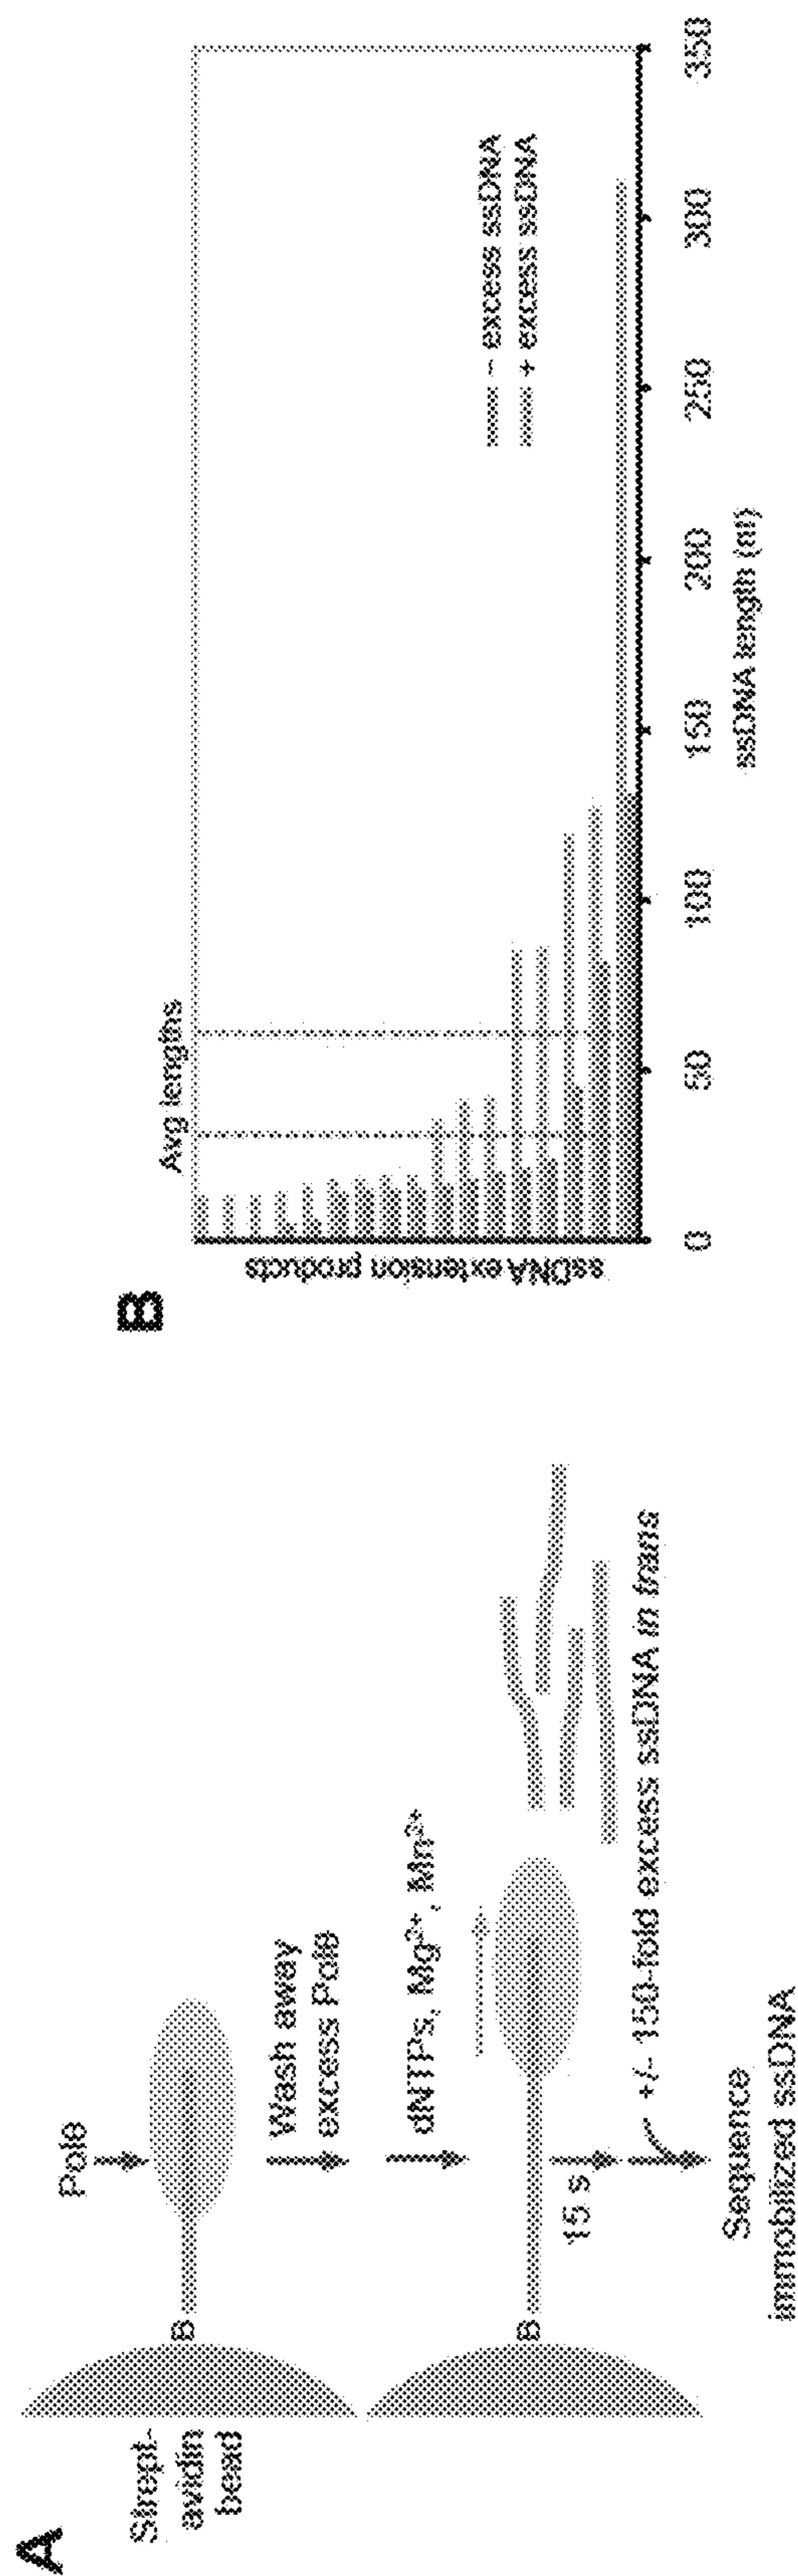 A
Strept-
avidin
bead
Polθ
B
Wash away
excess Polθ
dNTPs, Mg²⁺, Mn²⁺
B
15 s
+/- 150-fold excess ssDNA in trans
Sequence
immobilized ssDNA
B
Avg lengths
ssDNA extension products
– excess ssDNA
+ excess ssDNA
0
50
100
150
200
250
300
350
ssDNA length (nt)